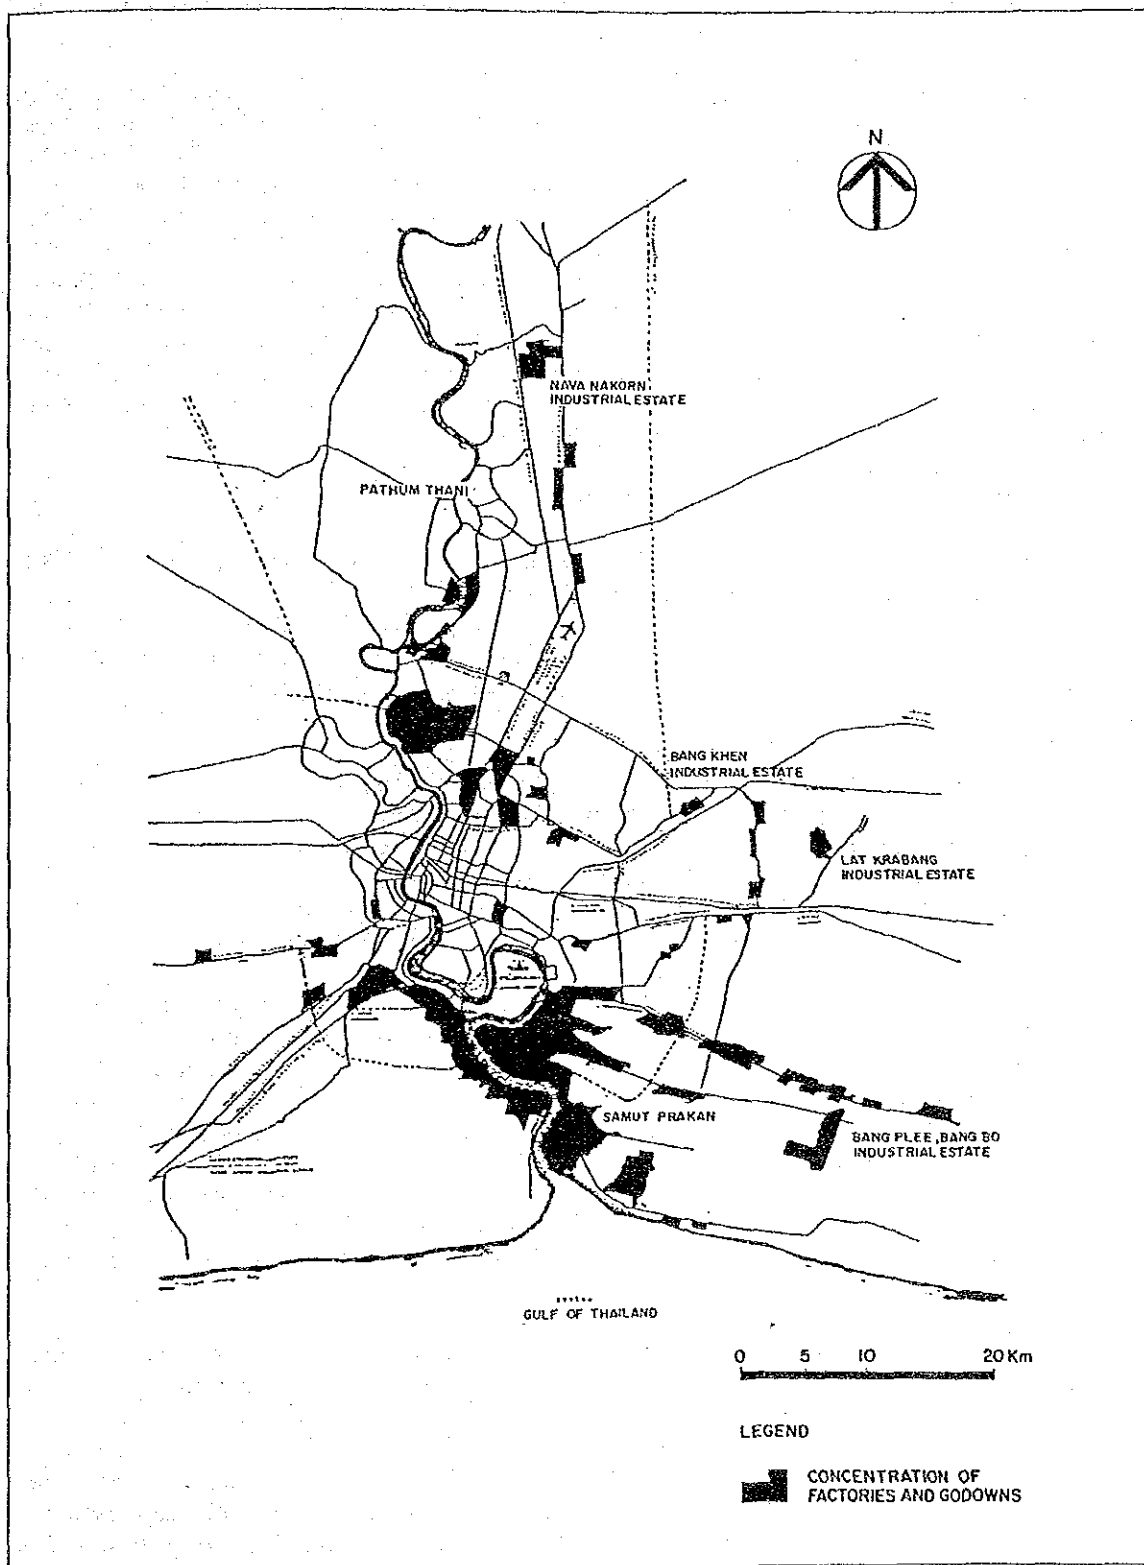 N
NAVA NAKORN
INDUSTRIAL ESTATE
PATHUM THANI
BANG KHEN
INDUSTRIAL ESTATE
LAT KRABANG
INDUSTRIAL ESTATE
SAMUT PRAKAN
BANG PLEE, BANG BO
INDUSTRIAL ESTATE
GULF OF THAILAND
0 5 10 20 Km
LEGEND
CONCENTRATION OF
FACTORIES AND GODOWNS